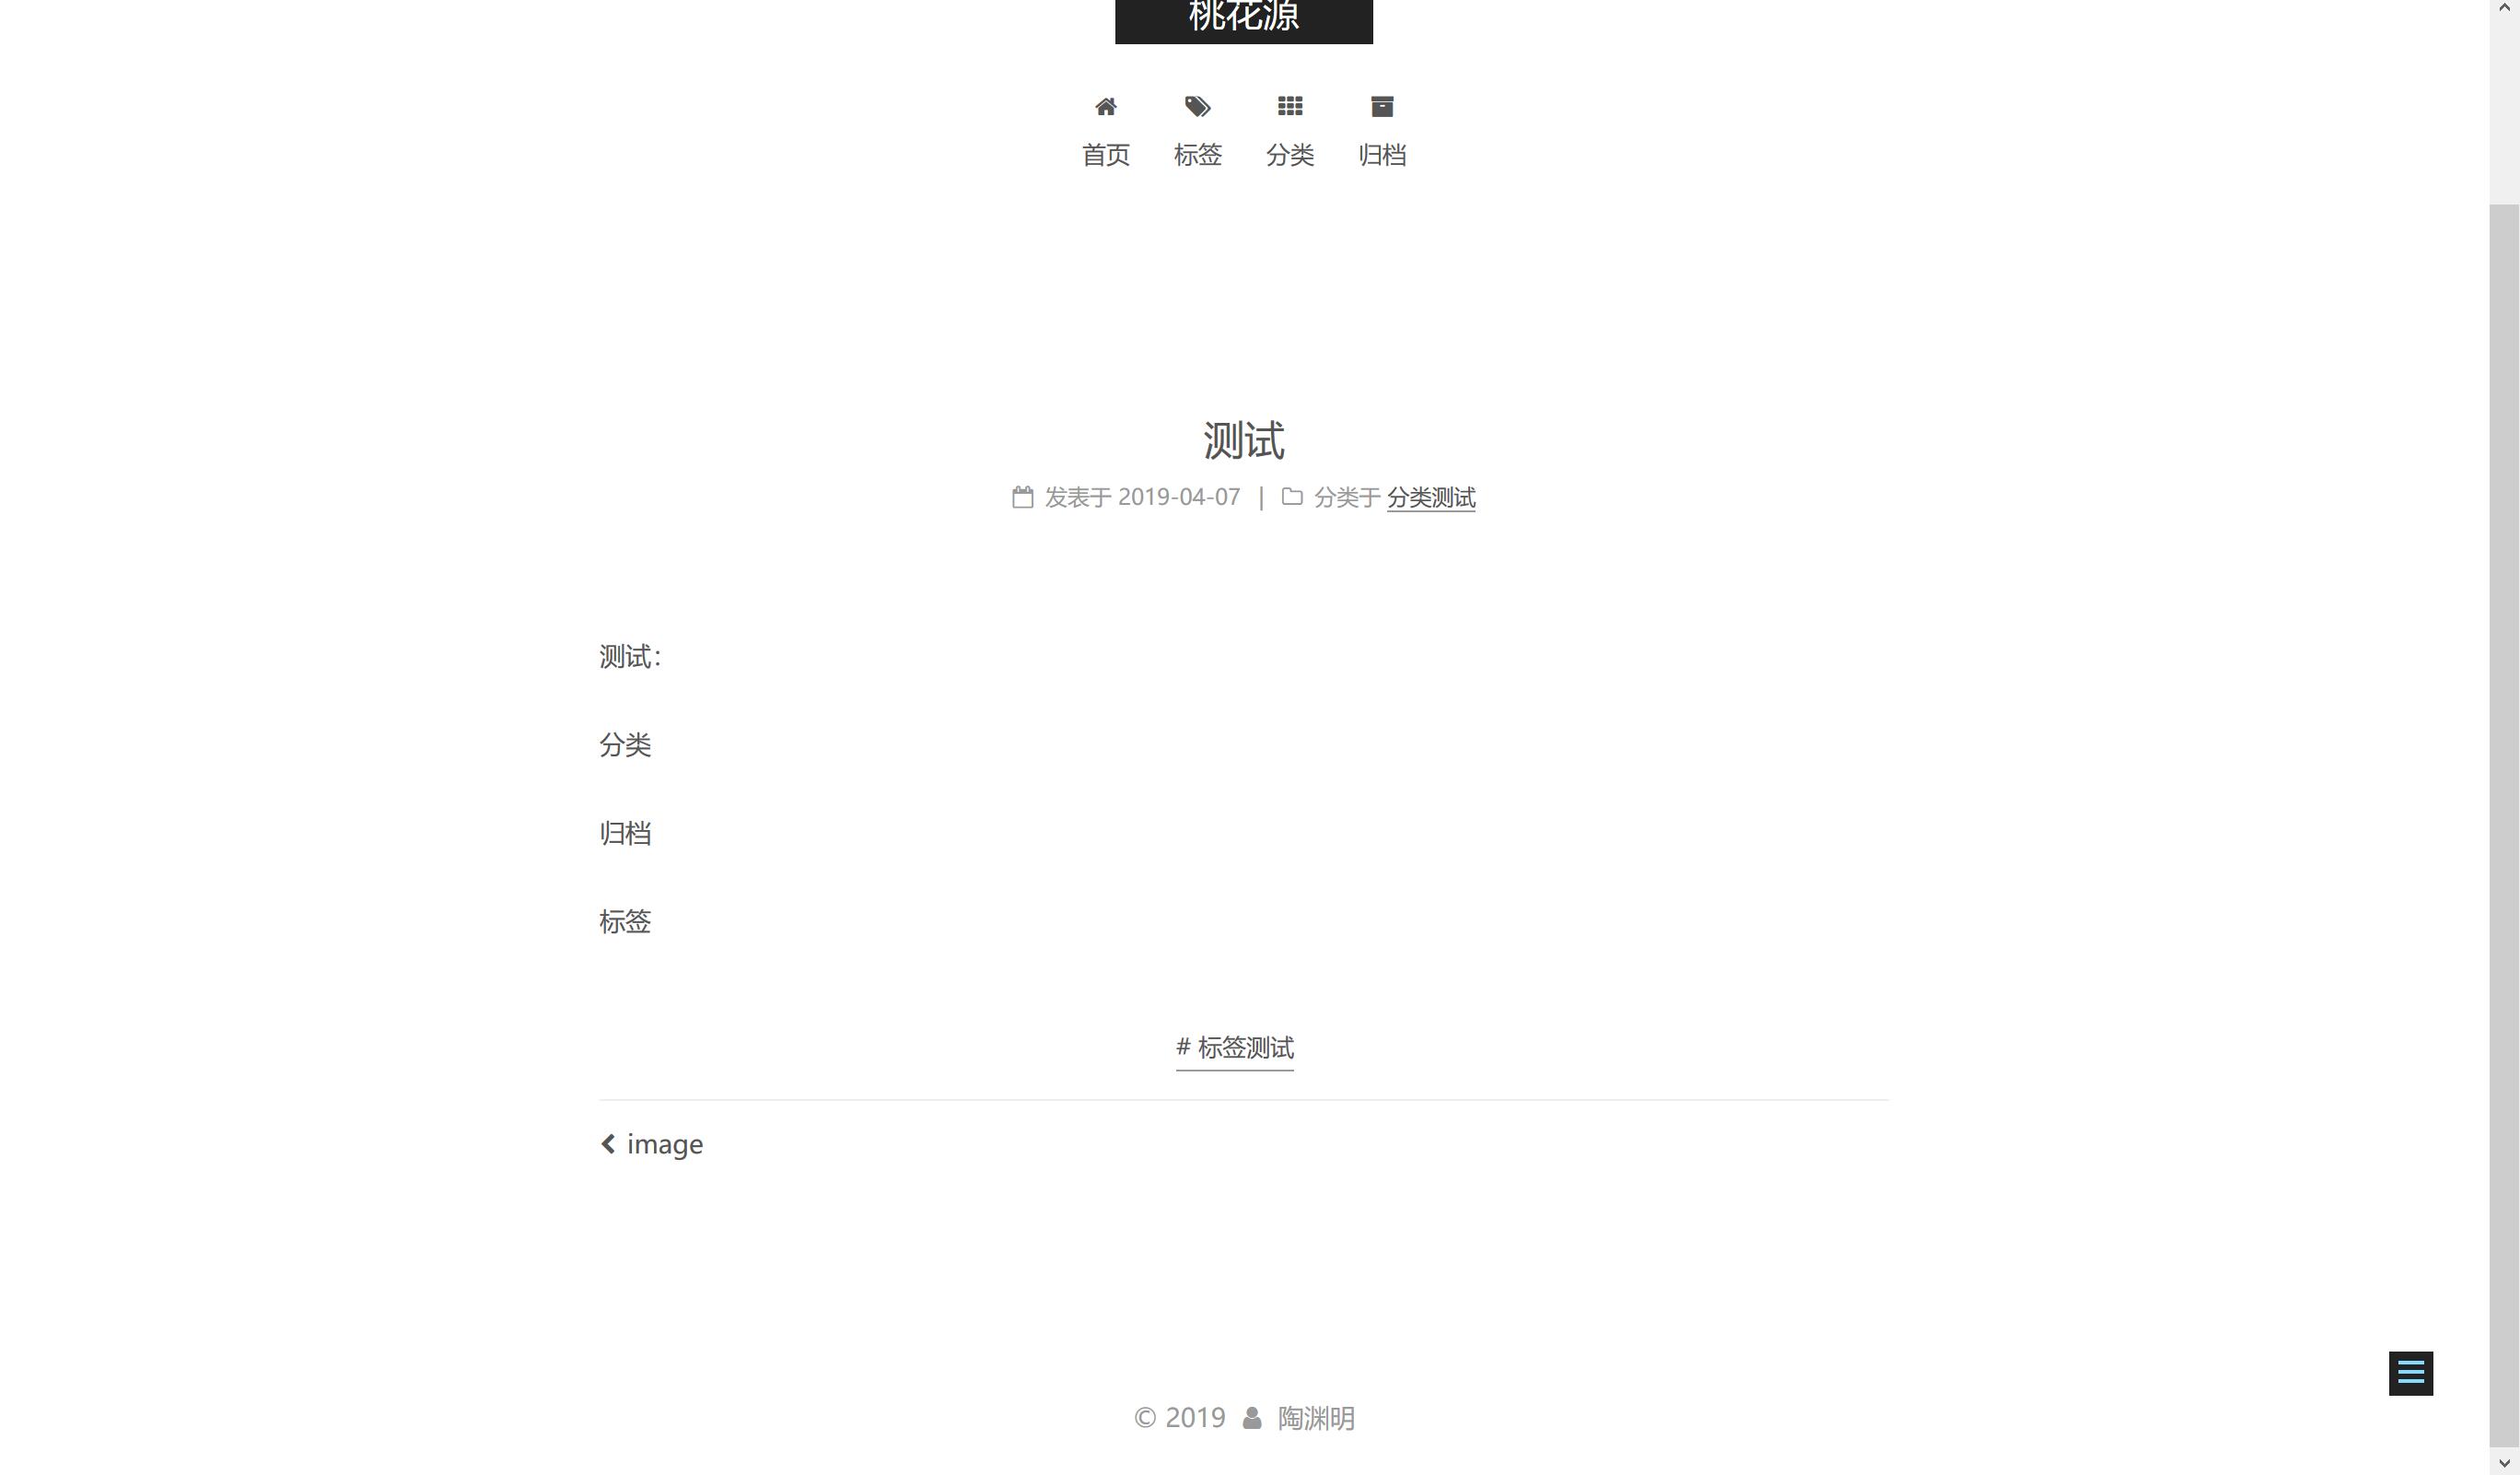 桃花源
首页 标签 分类 归档
测试
发表于 2019-04-07 | 分类于 分类测试
测试：
分类
归档
标签
# 标签测试
image
© 2019 陶渊明